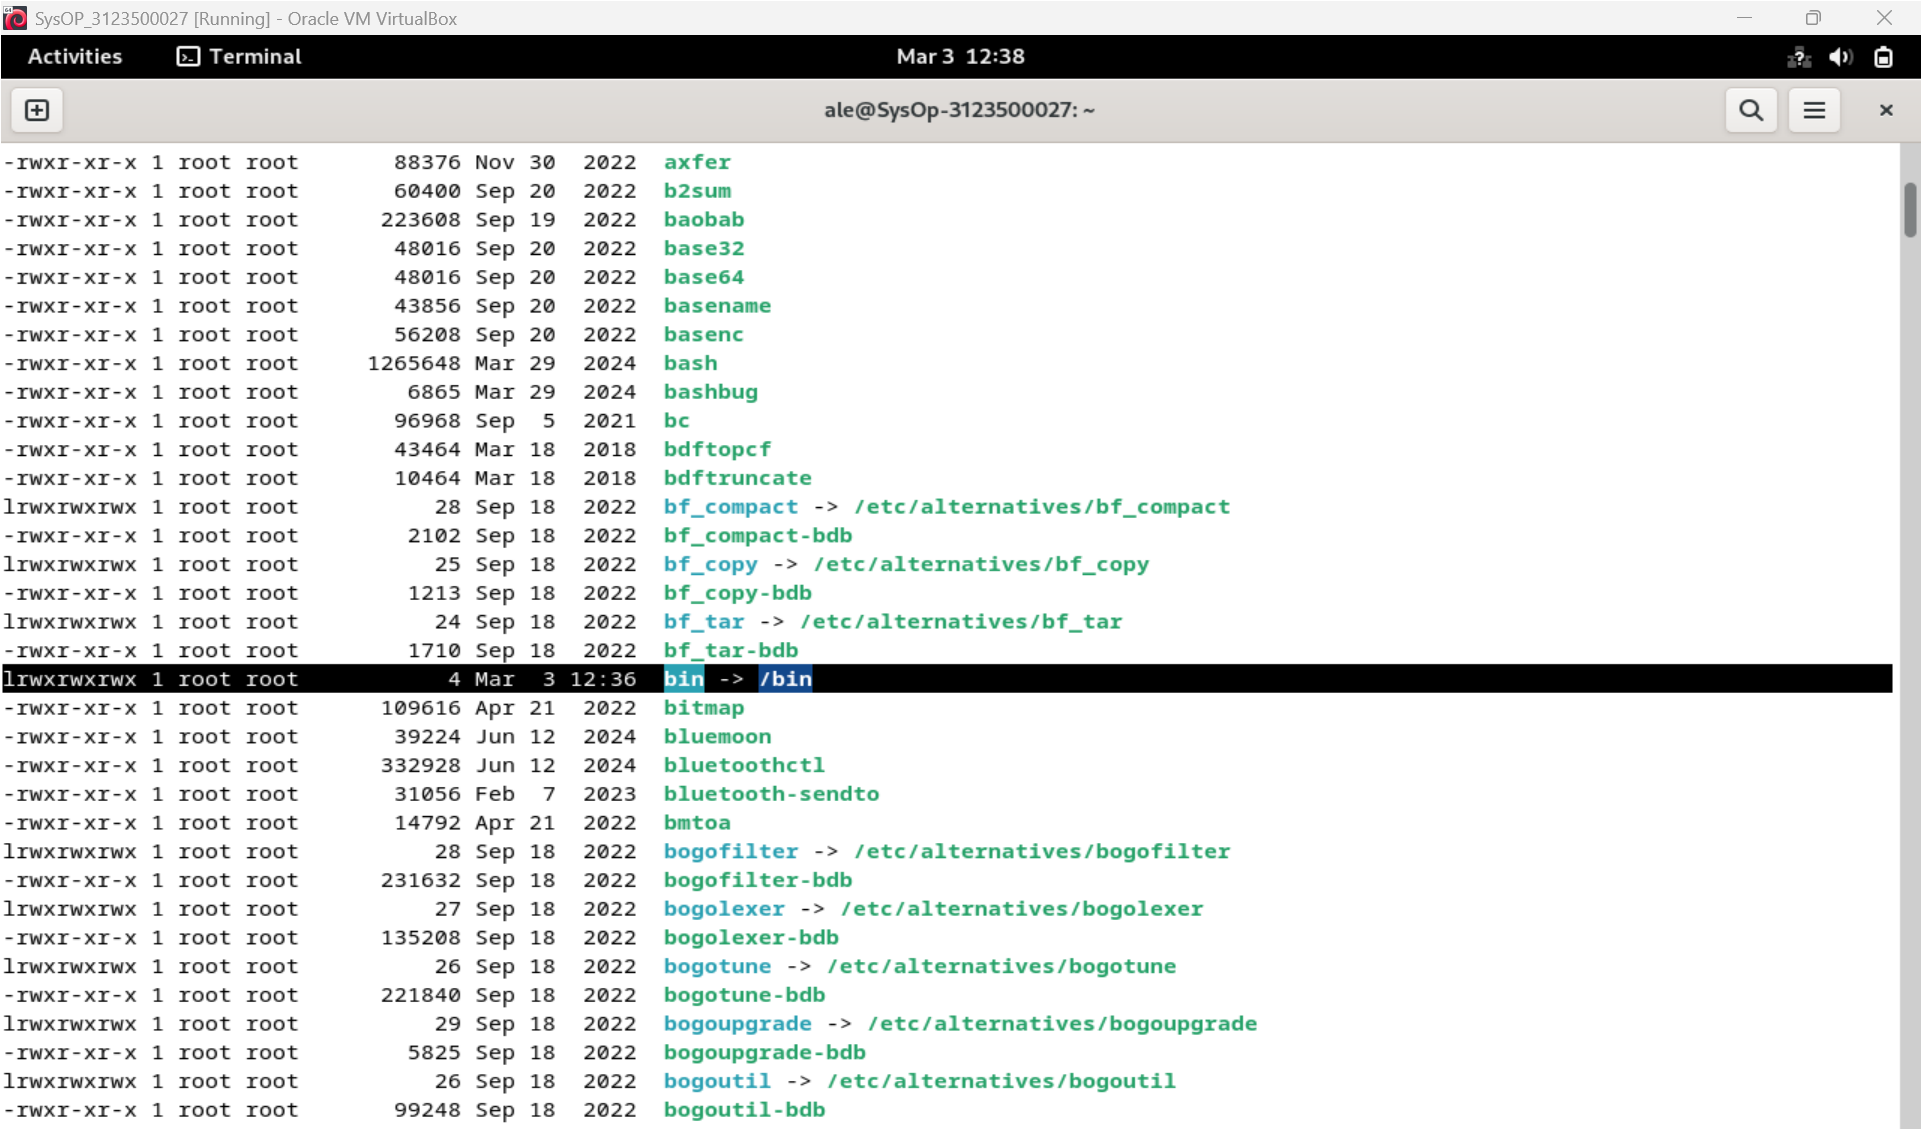 SysOP_3123500027 [Running] - Oracle VM VirtualBox
Activities Terminal Mar 3 12:38
ale@SysOp-3123500027: ~
-rwxr-xr-x 1 root root 88376 Nov 30 2022 axfer
-rwxr-xr-x 1 root root 60400 Sep 20 2022 b2sum
-rwxr-xr-x 1 root root 223608 Sep 19 2022 baobab
-rwxr-xr-x 1 root root 48016 Sep 20 2022 base32
-rwxr-xr-x 1 root root 48016 Sep 20 2022 base64
-rwxr-xr-x 1 root root 43856 Sep 20 2022 basename
-rwxr-xr-x 1 root root 56208 Sep 20 2022 basenc
-rwxr-xr-x 1 root root 1265648 Mar 29 2024 bash
-rwxr-xr-x 1 root root 6865 Mar 29 2024 bashbug
-rwxr-xr-x 1 root root 96968 Sep 5 2021 bc
-rwxr-xr-x 1 root root 43464 Mar 18 2018 bdftopcf
-rwxr-xr-x 1 root root 10464 Mar 18 2018 bdftruncate
lrwxrwxrwx 1 root root 28 Sep 18 2022 bf_compact -> /etc/alternatives/bf_compact
-rwxr-xr-x 1 root root 2102 Sep 18 2022 bf_compact-bdb
lrwxrwxrwx 1 root root 25 Sep 18 2022 bf_copy -> /etc/alternatives/bf_copy
-rwxr-xr-x 1 root root 1213 Sep 18 2022 bf_copy-bdb
lrwxrwxrwx 1 root root 24 Sep 18 2022 bf_tar -> /etc/alternatives/bf_tar
-rwxr-xr-x 1 root root 1710 Sep 18 2022 bf_tar-bdb
lrwxrwxrwx 1 root root 4 Mar 3 12:36 bin -> /bin
-rwxr-xr-x 1 root root 109616 Apr 21 2022 bitmap
-rwxr-xr-x 1 root root 39224 Jun 12 2024 bluemoon
-rwxr-xr-x 1 root root 332928 Jun 12 2024 bluetoothctl
-rwxr-xr-x 1 root root 31056 Feb 7 2023 bluetooth-sendto
-rwxr-xr-x 1 root root 14792 Apr 21 2022 bmtoa
lrwxrwxrwx 1 root root 28 Sep 18 2022 bogofilter -> /etc/alternatives/bogofilter
-rwxr-xr-x 1 root root 231632 Sep 18 2022 bogofilter-bdb
lrwxrwxrwx 1 root root 27 Sep 18 2022 bogolexer -> /etc/alternatives/bogolexer
-rwxr-xr-x 1 root root 135208 Sep 18 2022 bogolexer-bdb
lrwxrwxrwx 1 root root 26 Sep 18 2022 bogotune -> /etc/alternatives/bogotune
-rwxr-xr-x 1 root root 221840 Sep 18 2022 bogotune-bdb
lrwxrwxrwx 1 root root 29 Sep 18 2022 bogoupgrade -> /etc/alternatives/bogoupgrade
-rwxr-xr-x 1 root root 5825 Sep 18 2022 bogoupgrade-bdb
lrwxrwxrwx 1 root root 26 Sep 18 2022 bogoutil -> /etc/alternatives/bogoutil
-rwxr-xr-x 1 root root 99248 Sep 18 2022 bogoutil-bdb